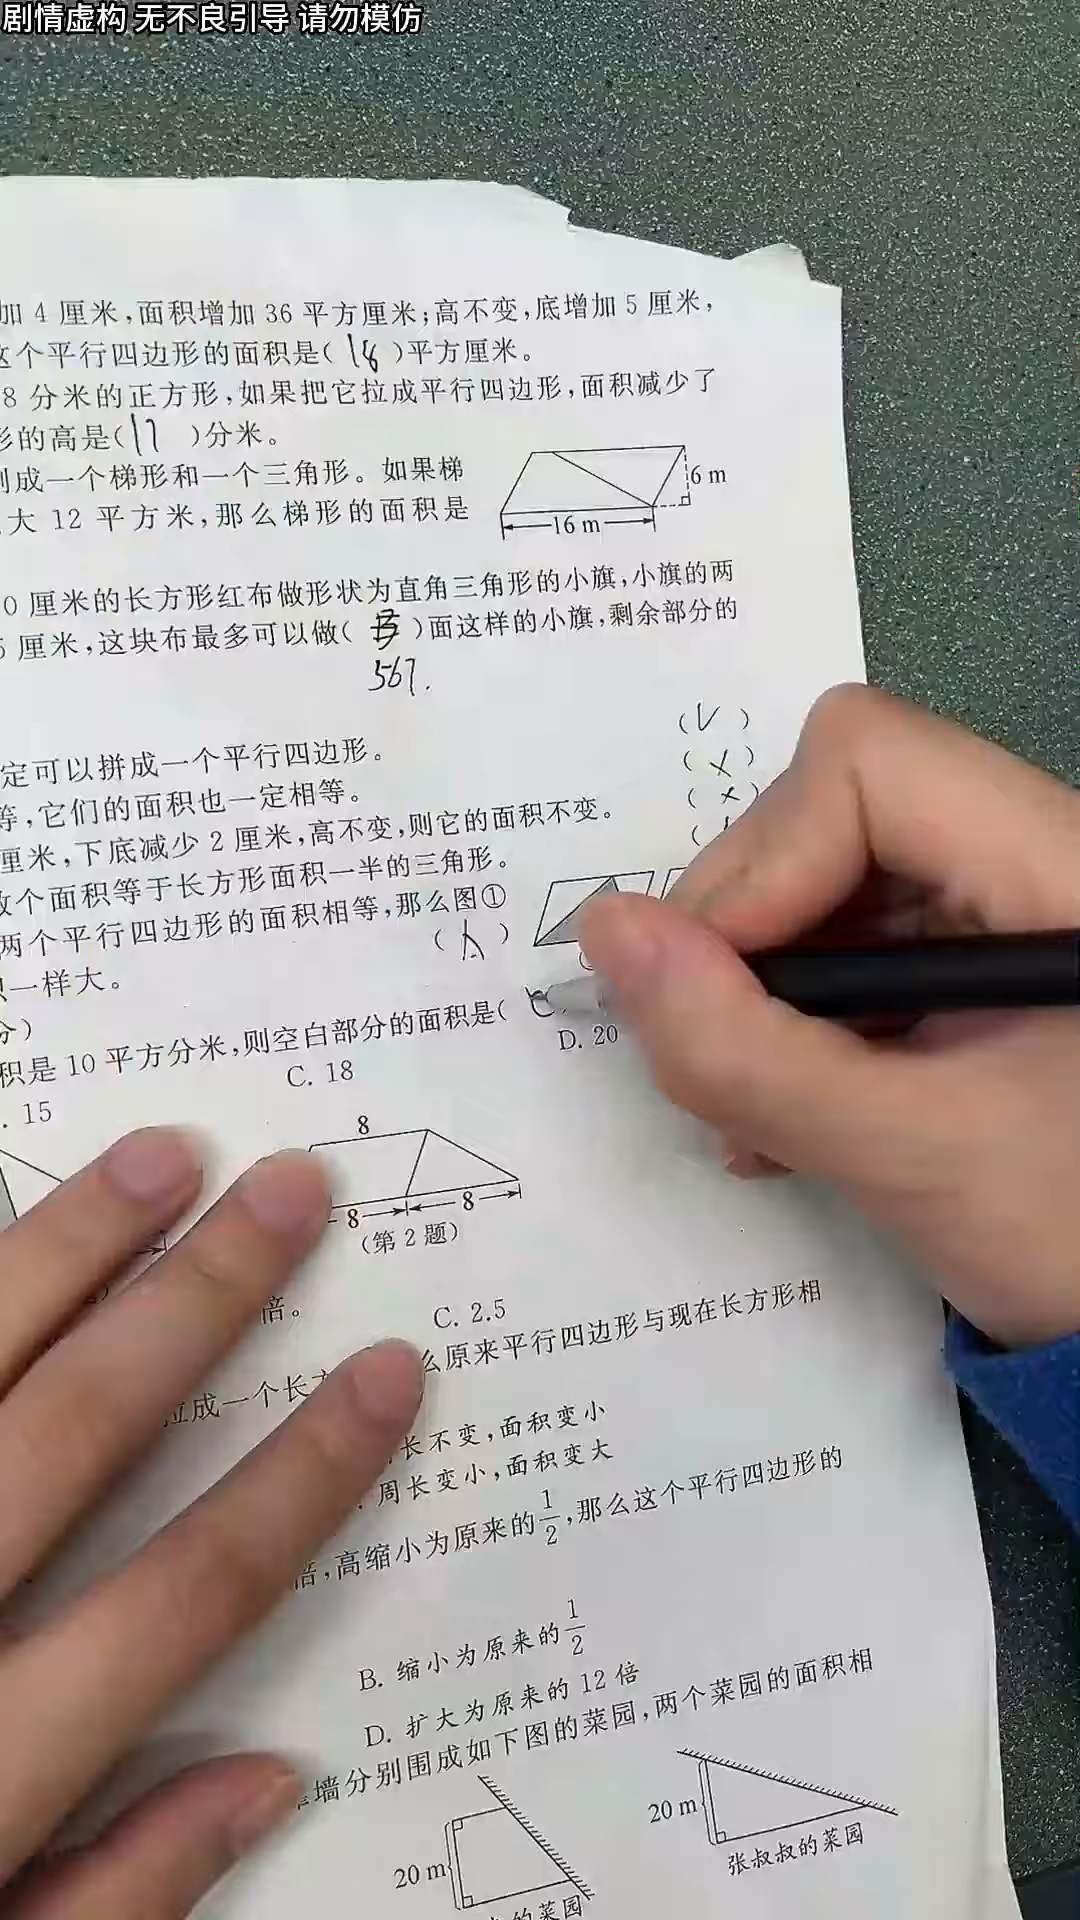 剧情虚构 无不良引导 请勿模仿
加 4 厘米,面积增加 36 平方厘米;高不变,底增加 5 厘米,
这个平行四边形的面积是( 18 )平方厘米。
8 分米的正方形,如果把它拉成平行四边形,面积减少了
形的高是( 17 )分米。
成一个梯形和一个三角形。如果梯
大 12 平方米,那么梯形的面积是
6 m
16 m
0 厘米的长方形红布做形状为直角三角形的小旗,小旗的两
5 厘米,这块布最多可以做( )面这样的小旗,剩余部分的
567.
(√)
定可以拼成一个平行四边形。
(×)
等,它们的面积也一定相等。
(×)
厘米,下底减少 2 厘米,高不变,则它的面积不变。
个面积等于长方形面积一半的三角形。
两个平行四边形的面积相等,那么图①
一样大。
分)
积是 10 平方分米,则空白部分的面积是(
. 15
C. 18
D. 20
8
8
8
(第 2 题)
倍。
C. 2.5
拉成一个长方
么原来平行四边形与现在长方形相
长不变,面积变小
. 周长变小,面积变大
倍,高缩小为原来的1/2,那么这个平行四边形的
B. 缩小为原来的1/2
D. 扩大为原来的 12 倍
墙分别围成如下图的菜园,两个菜园的面积相
20 m
20 m
张叔叔的菜园
的菜园